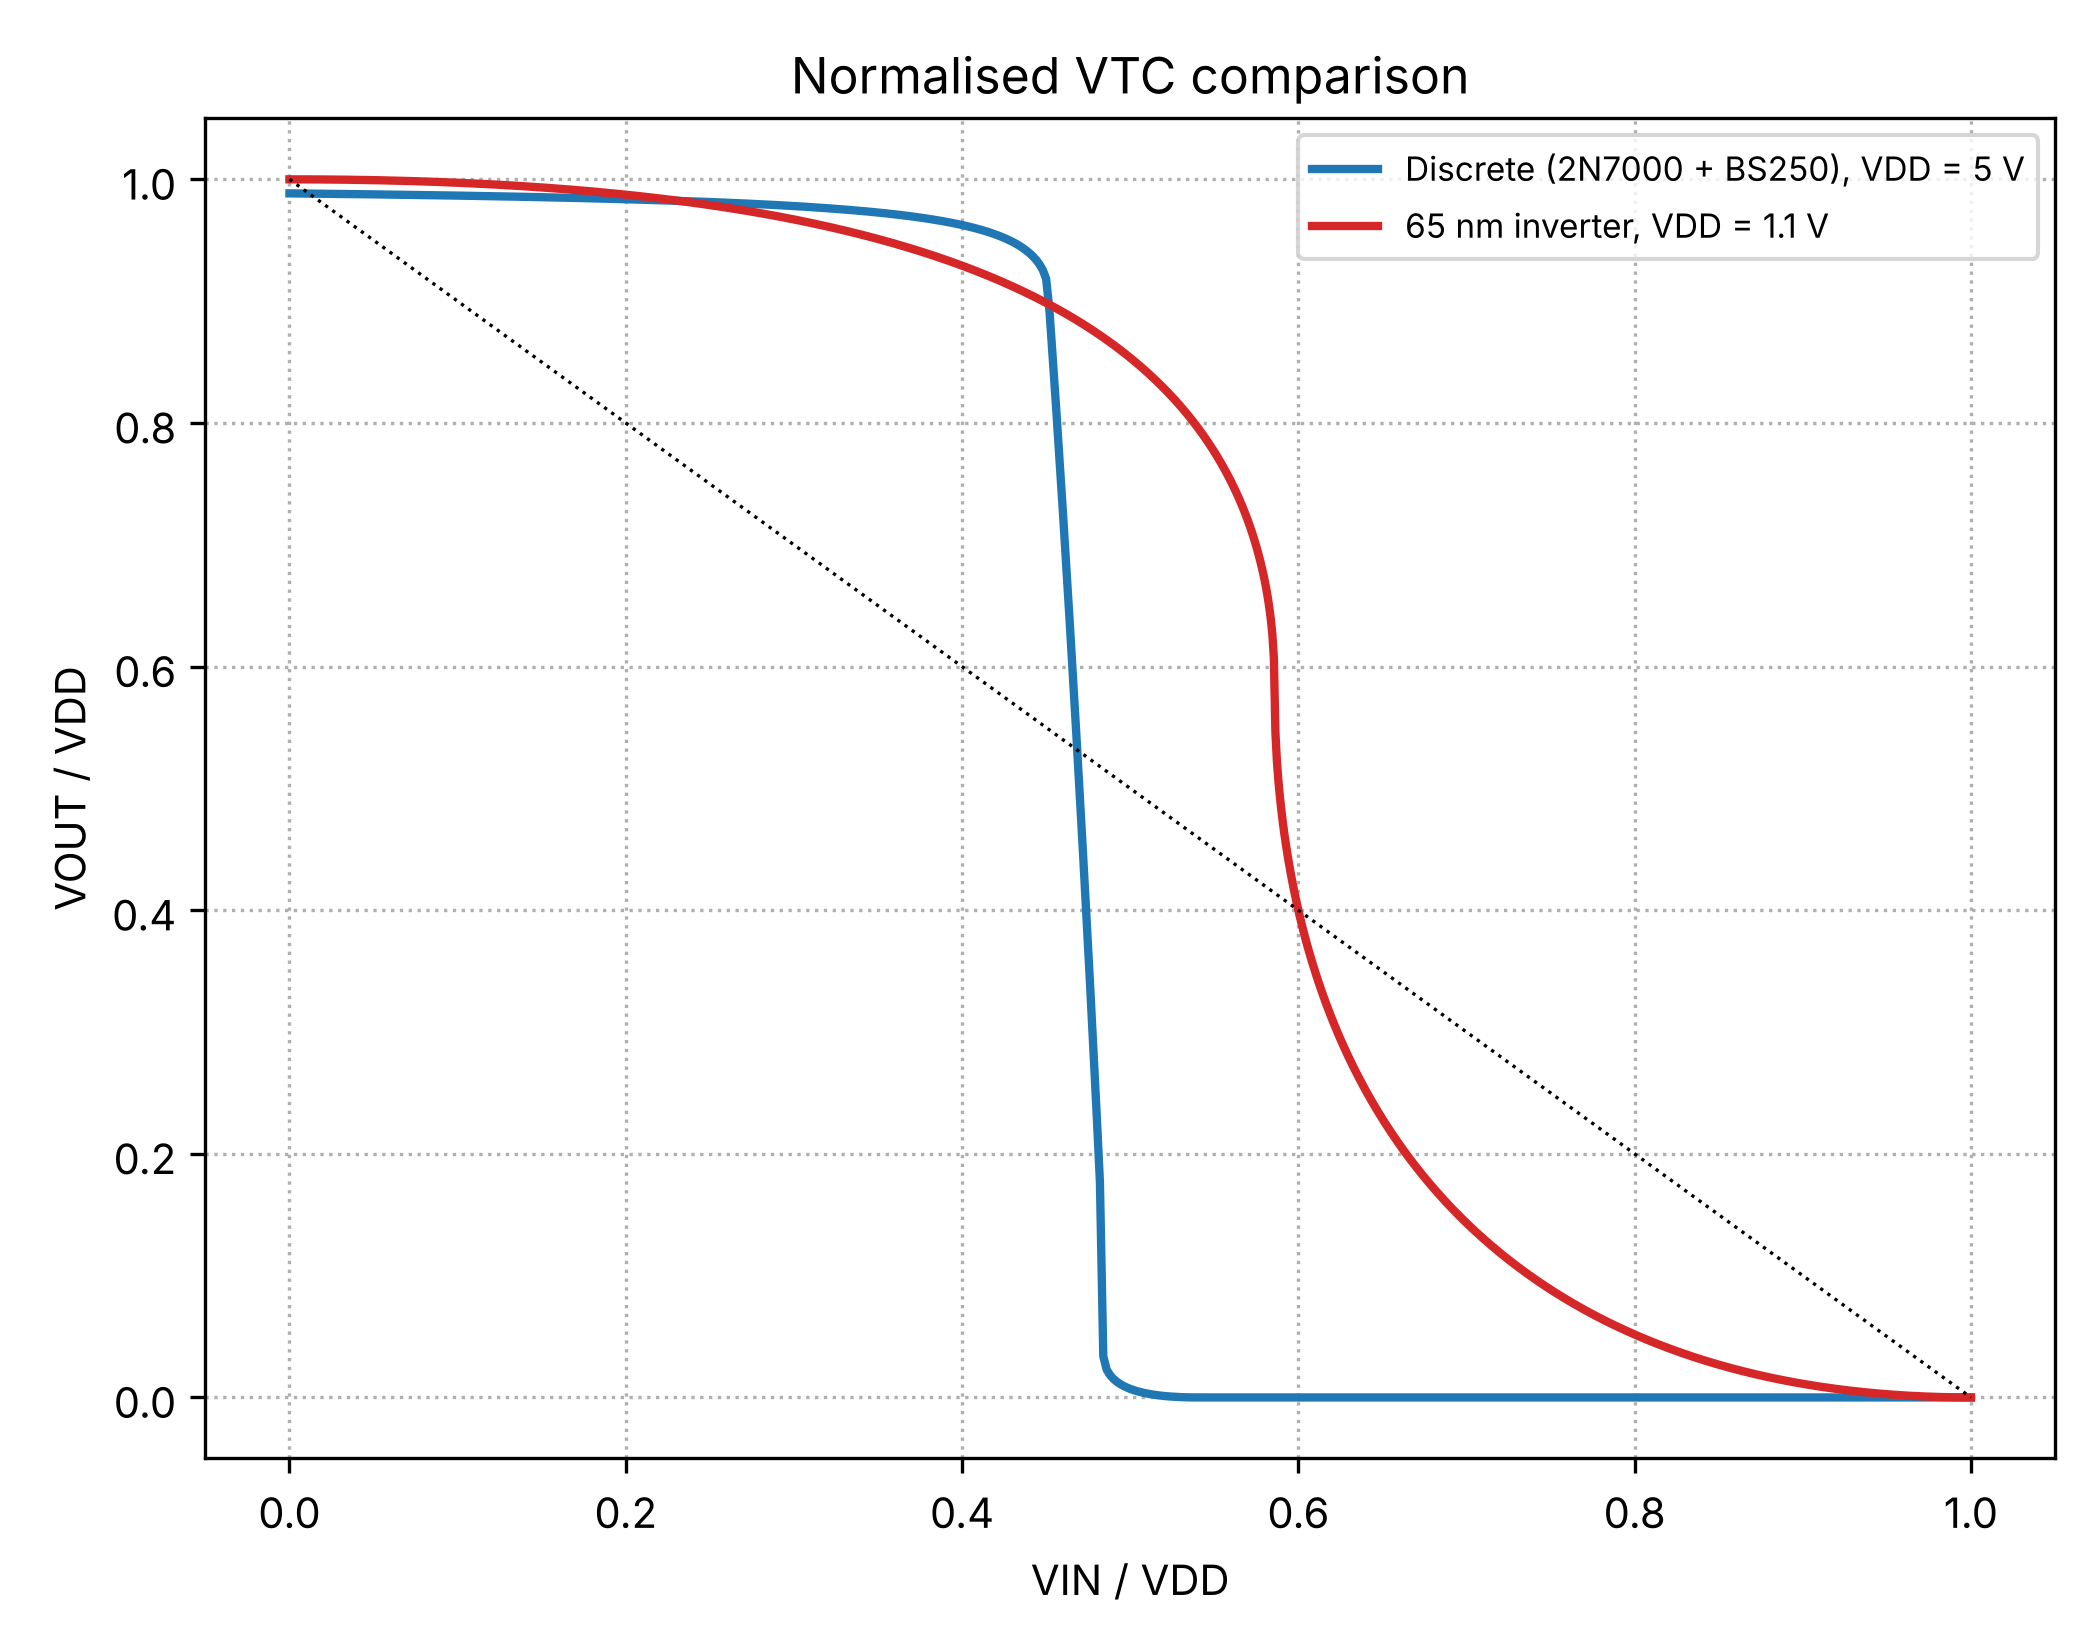 Normalised VTC comparison
Discrete (2N7000 + BS250), VDD = 5 V
65 nm inverter, VDD = 1.1 V
VOUT / VDD
1.0
0.8
0.6
0.4
0.2
0.0
0.0 0.2 0.4 0.6 0.8 1.0
VIN / VDD